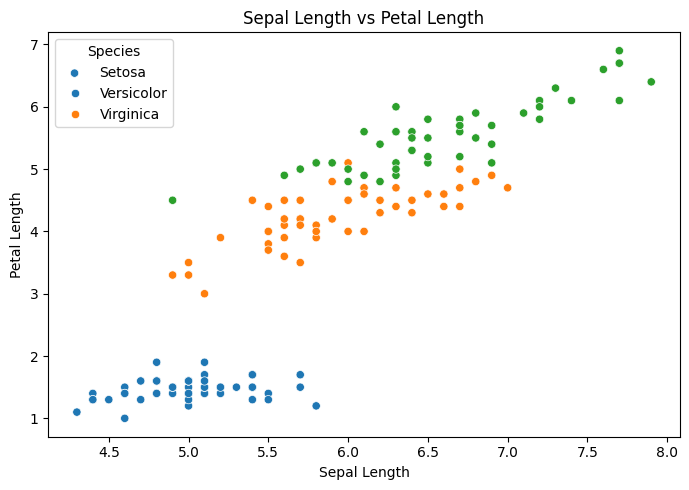 Sepal Length vs Petal Length
Species
Setosa
Versicolor
Virginica
7
6
5
4
3
2
1
Petal Length
4.5 5.0 5.5 6.0 6.5 7.0 7.5 8.0
Sepal Length